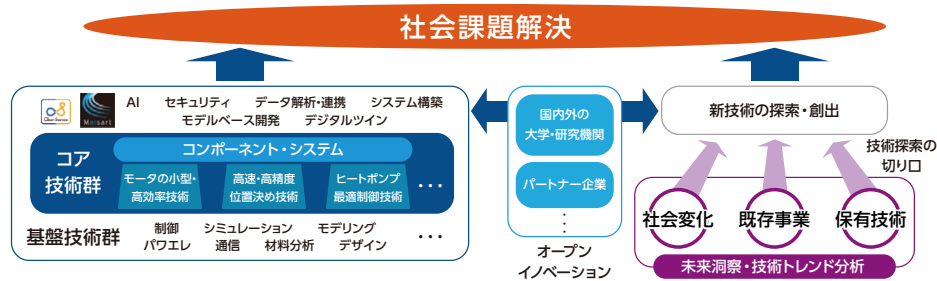 社会課題解決
Maisart
AI セキュリティ データ解析・連携 システム構築
モデルベース開発 デジタルツイン
コア
技術群
コンポーネント・システム
モータの小型・
高効率技術
高速・高精度
位置決め技術
ヒートポンプ
最適制御技術
・・・
基盤技術群
制御 シミュレーション モデリング
パワエレ 通信 材料分析 デザイン
・・・
国内外の
大学・研究機関
パートナー企業
オープン
イノベーション
新技術の探索・創出
技術探索の
切り口
社会変化
既存事業
保有技術
未来洞察・技術トレンド分析